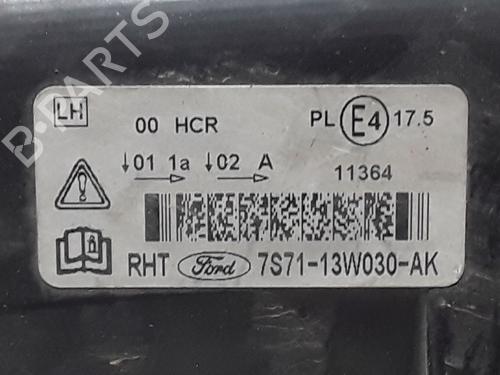 B-PARTS
LH 00 HCR PL E4 17.5
↓01 1a ↓02 A 11364
RHT Ford 7S71-13W030-AK